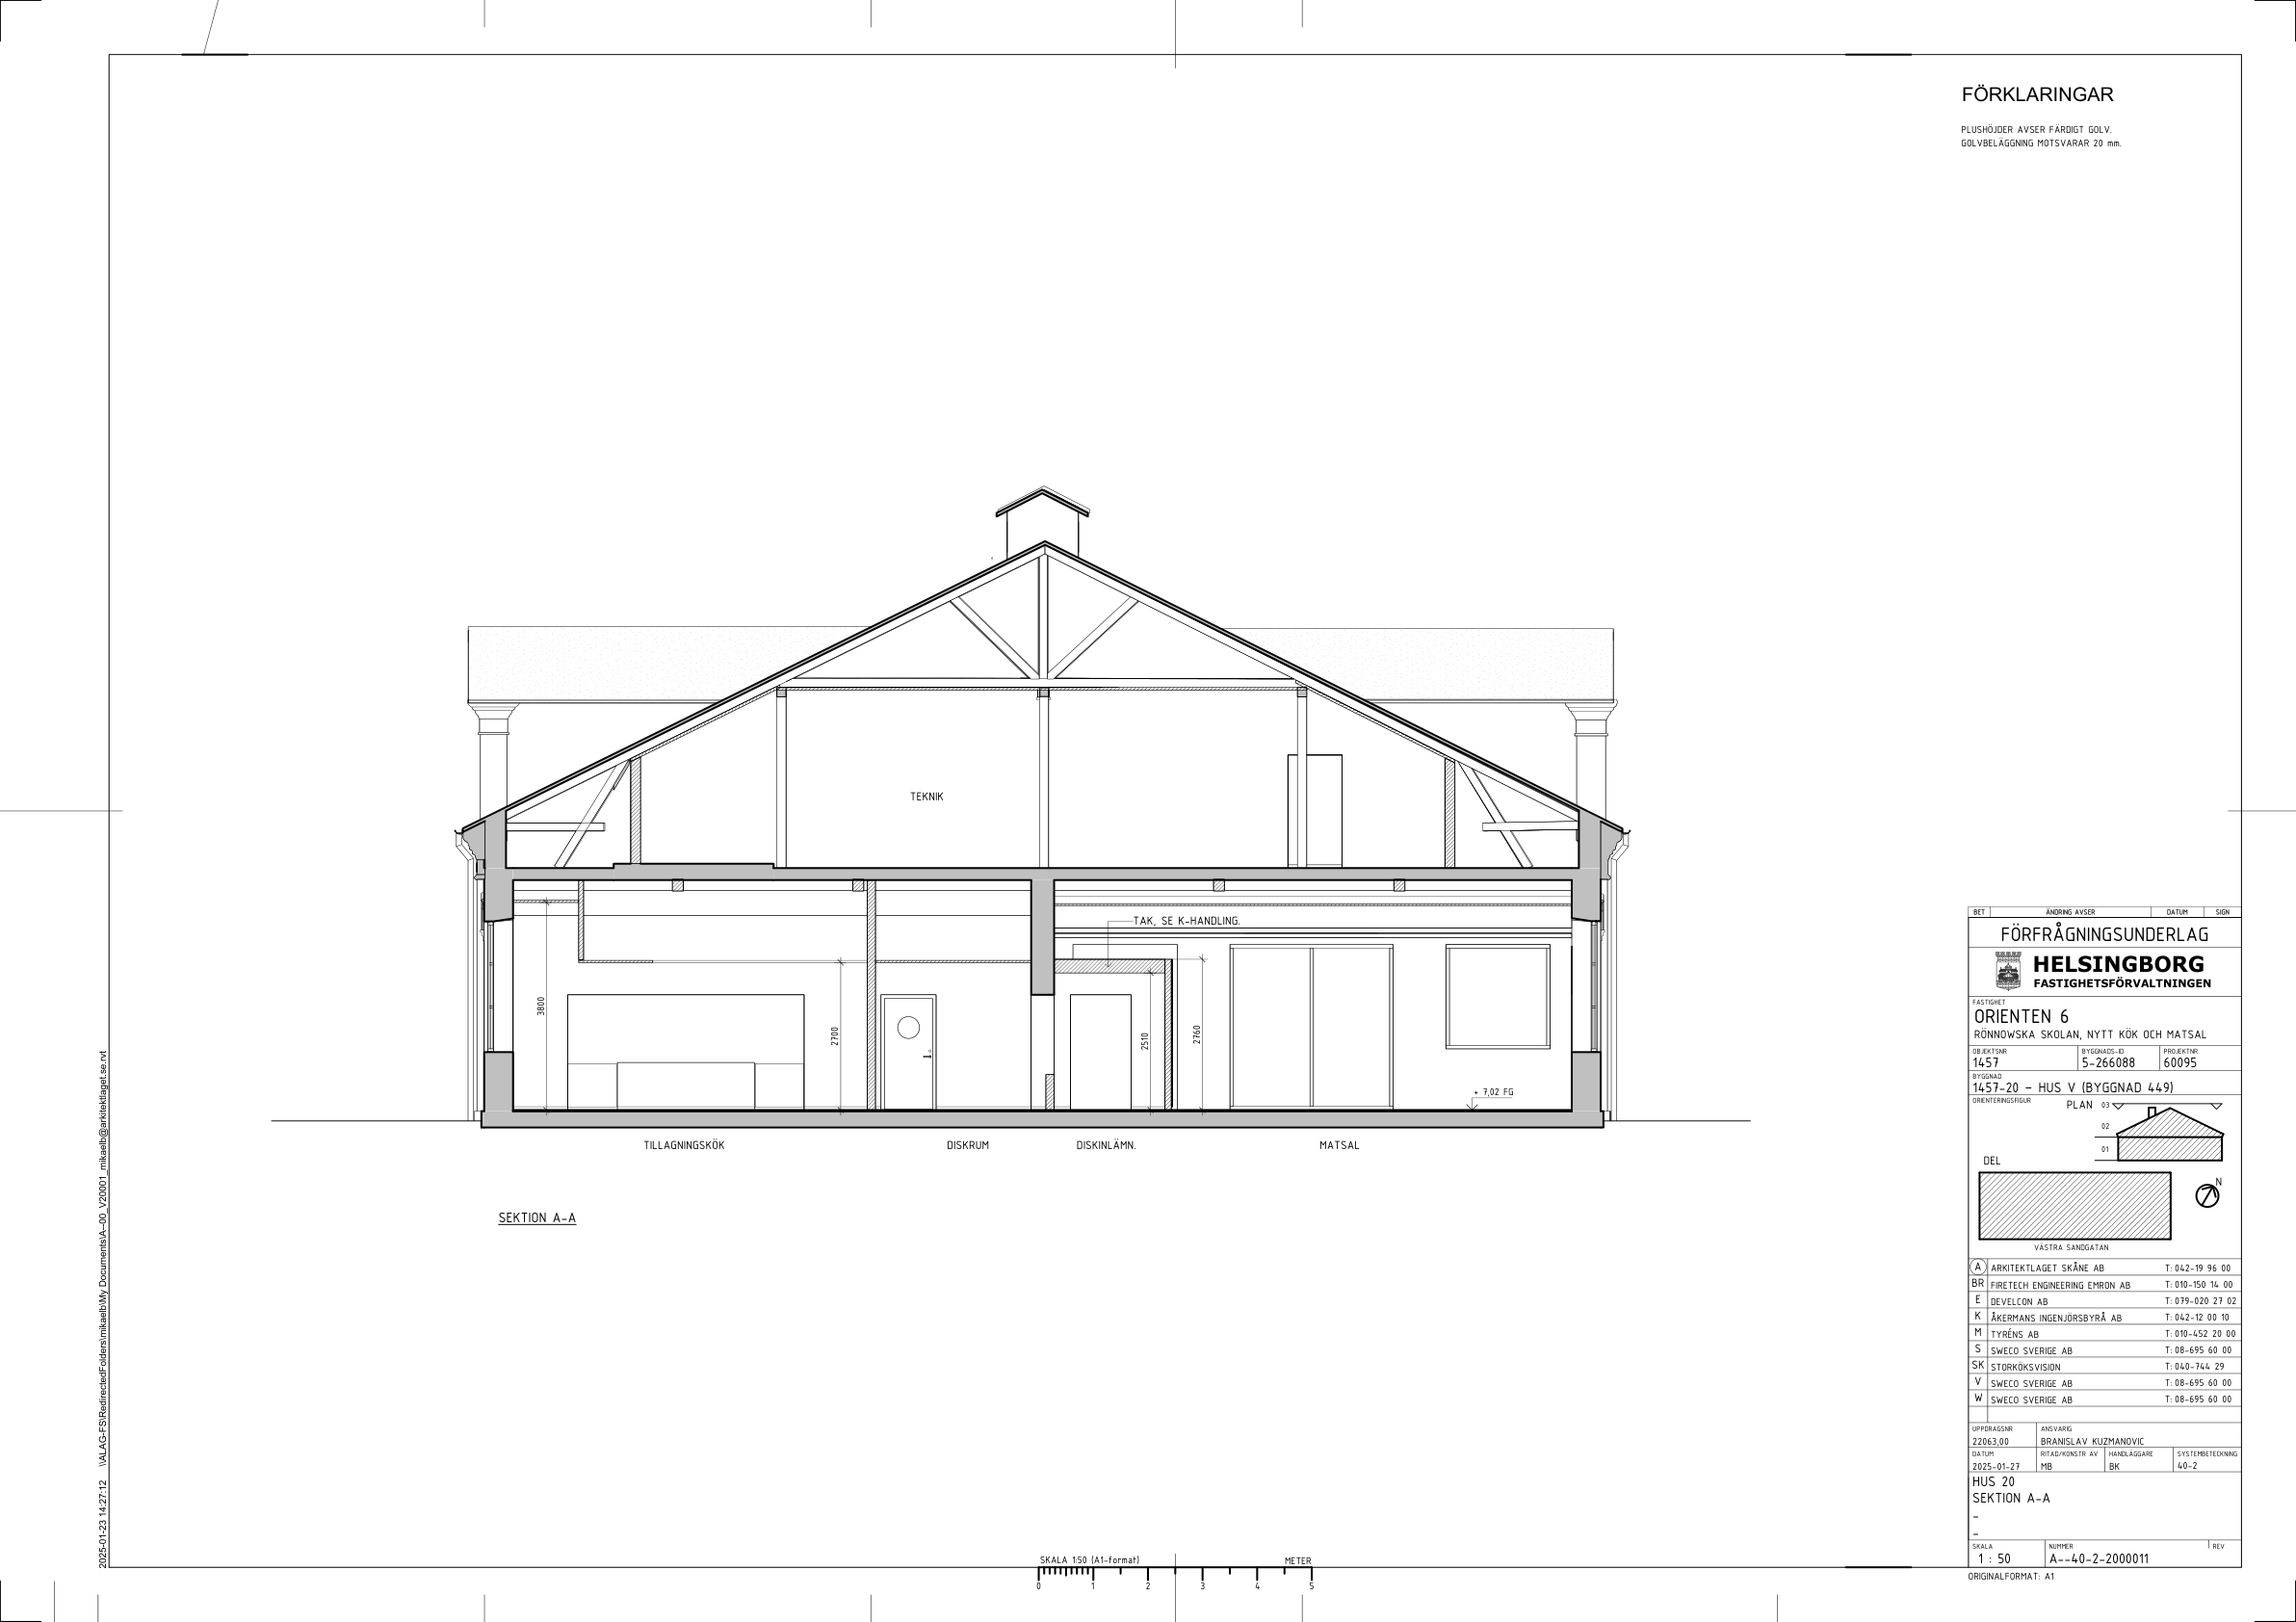 FÖRKLARINGAR
PLUSHÖJDER AVSER FÄRDIGT GOLV.
GOLVBELÄGGNING MOTSVARAR 20 mm.
TEKNIK
TAK, SE K-HANDLING.
3800
2700
2510
2760
+ 7,02 FG
TILLAGNINGSKÖK
DISKRUM
DISKINLÄMN.
MATSAL
SEKTION A-A
2025-01-23 14:27:12 \\ALAG-FS\RedirectedFolders\mikaelb\My Documents\A--00_V20001_mikaelb@arkitektlaget.se.rvt
SKALA 1:50 (A1-format)
METER
0 1 2 3 4 5
BET ÄNDRING AVSER DATUM SIGN
FÖRFRÅGNINGSUNDERLAG
HELSINGBORG
FASTIGHETSFÖRVALTNINGEN
FASTIGHET
ORIENTEN 6
RÖNNOWSKA SKOLAN, NYTT KÖK OCH MATSAL
OBJEKTSNR BYGGNADS-ID PROJEKTNR
1457 5-266088 60095
BYGGNAD
1457-20 - HUS V (BYGGNAD 449)
ORIENTERINGSFIGUR
PLAN 03
02
01
DEL
N
VÄSTRA SANDGATAN
A ARKITEKTLAGET SKÅNE AB T: 042-19 96 00
BR FIRETECH ENGINEERING EMRON AB T: 010-150 14 00
E DEVELCON AB T: 079-020 27 02
K ÅKERMANS INGENJÖRSBYRÅ AB T: 042-12 00 10
M TYRÉNS AB T: 010-452 20 00
S SWECO SVERIGE AB T: 08-695 60 00
SK STORKÖKSVISION T: 040-744 29
V SWECO SVERIGE AB T: 08-695 60 00
W SWECO SVERIGE AB T: 08-695 60 00
UPPDRAGSNR ANSVARIG
22063,00 BRANISLAV KUZMANOVIC
DATUM RITAD/KONSTR AV HANDLÄGGARE SYSTEMBETECKNING
2025-01-27 MB BK 40-2
HUS 20
SEKTION A-A
-
-
SKALA NUMMER REV
1 : 50 A--40-2-2000011
ORIGINALFORMAT: A1